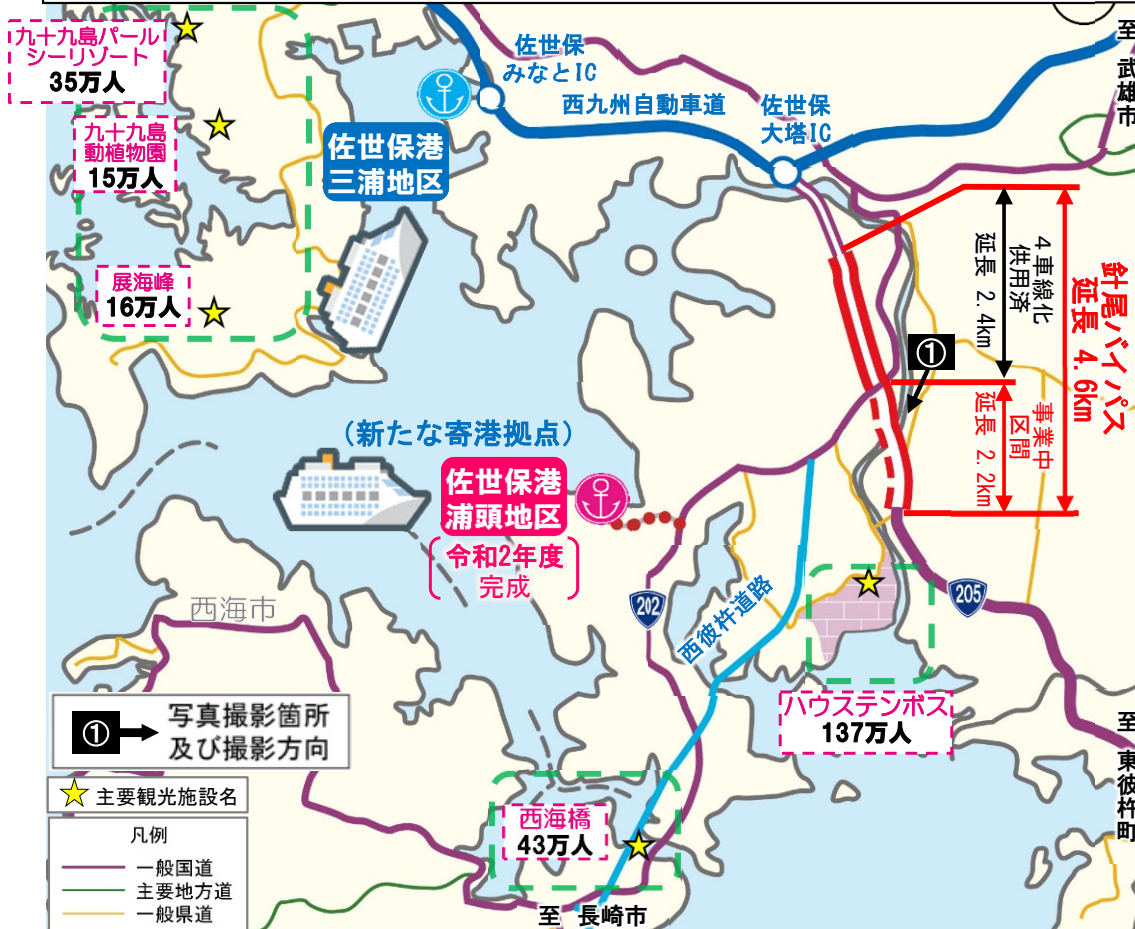 九十九島パール
シーリゾート
35万人
九十九島
動植物園
15万人
展海峰
16万人
佐世保
みなとIC
西九州自動車道
佐世保
大塔IC
至 武雄市
佐世保港
三浦地区
4車線化
供用済
延長 2.4km
針尾バイパス
延長 4.6km
①
事業中
区間
延長 2.2km
(新たな寄港拠点)
佐世保港
浦頭地区
令和2年度
完成
西海市
202
西彼杵道路
205
ハウステンボス
137万人
至 東彼杵町
① 写真撮影箇所
及び撮影方向
主要観光施設名
凡例
一般国道
主要地方道
一般県道
西海橋
43万人
至 長崎市